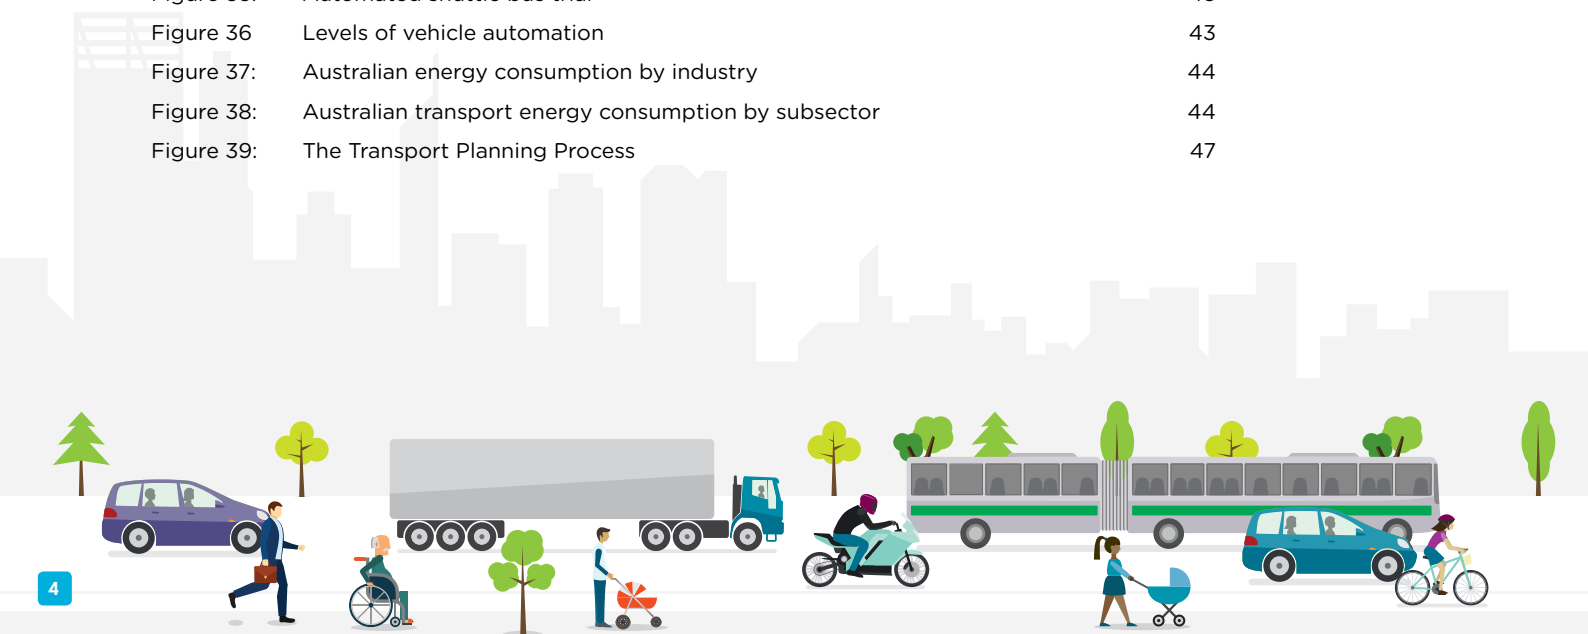 Figure 36 Levels of vehicle automation 43
Figure 37: Australian energy consumption by industry 44
Figure 38: Australian transport energy consumption by subsector 44
Figure 39: The Transport Planning Process 47
4